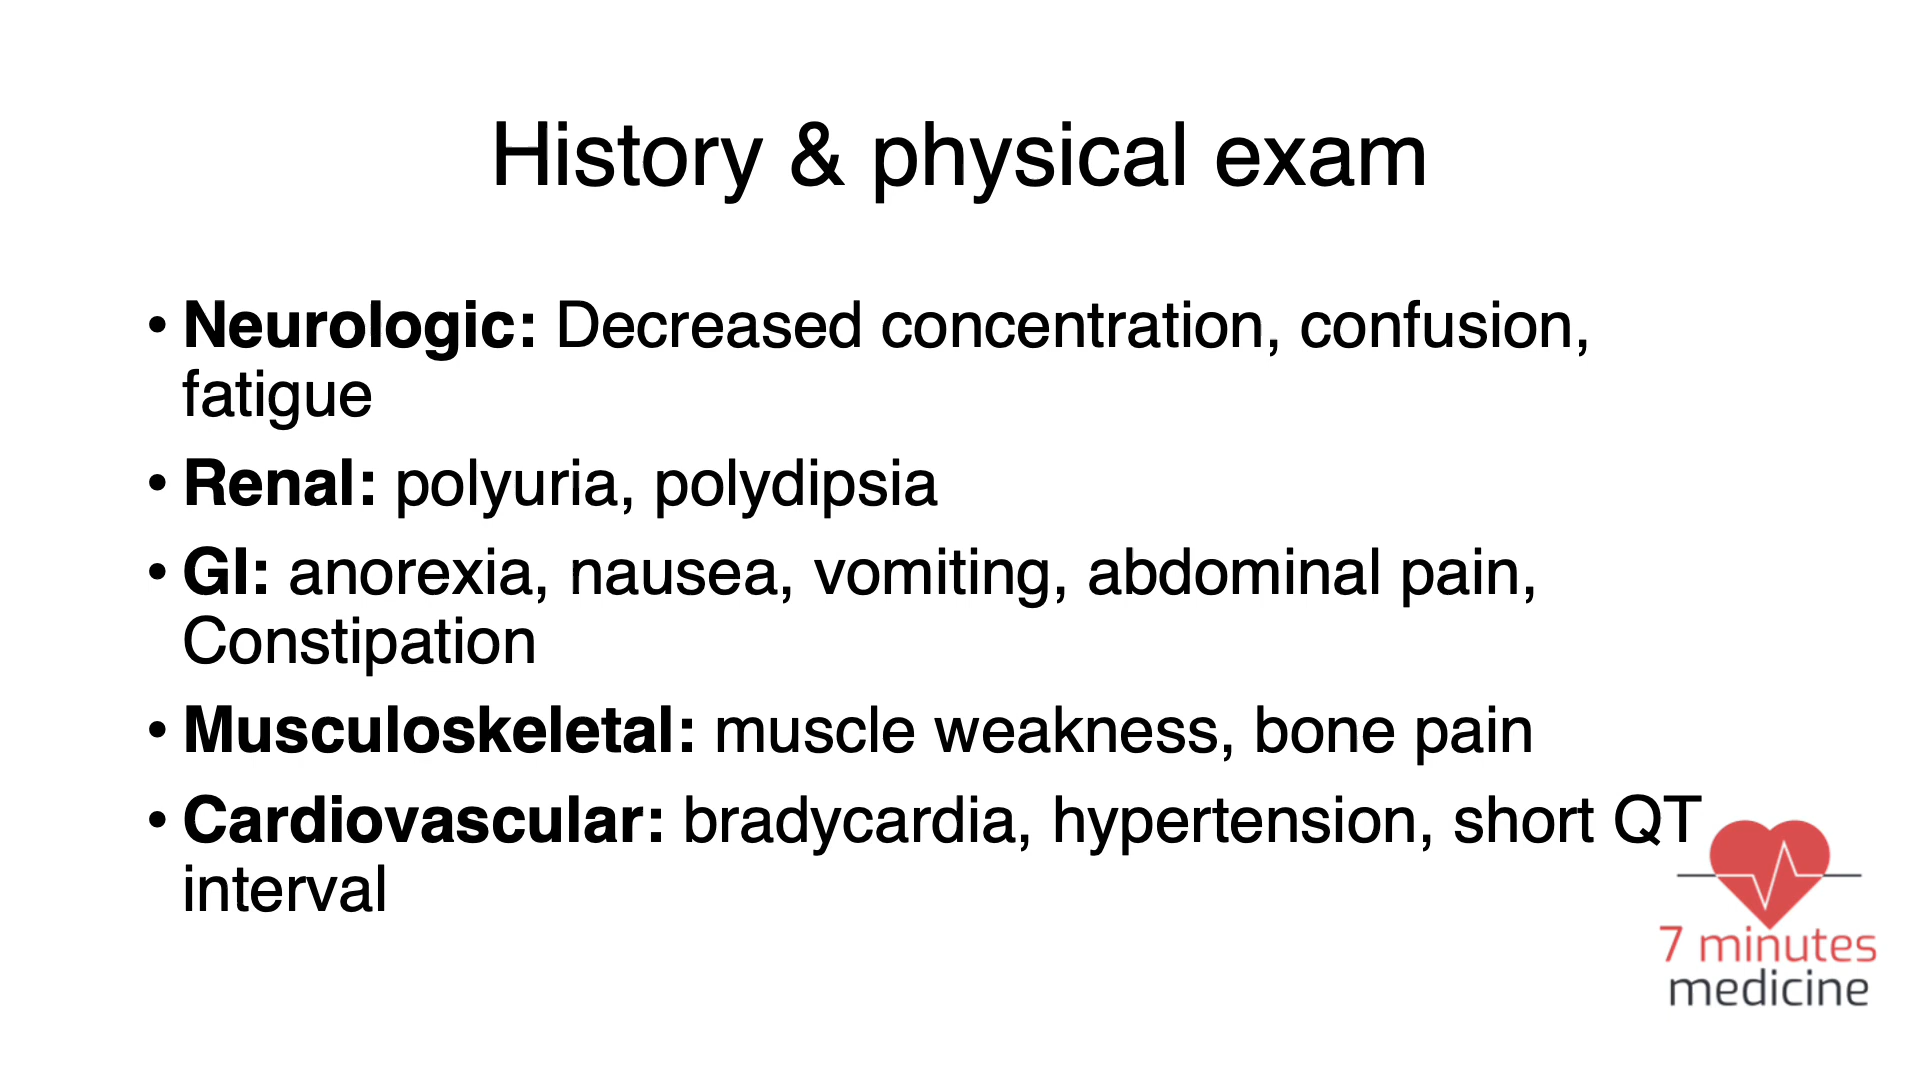 History & physical exam
• Neurologic: Decreased concentration, confusion,
fatigue
• Renal: polyuria, polydipsia
• GI: anorexia, nausea, vomiting, abdominal pain,
Constipation
• Musculoskeletal: muscle weakness, bone pain
• Cardiovascular: bradycardia, hypertension, short QT
interval
7 minutes
medicine